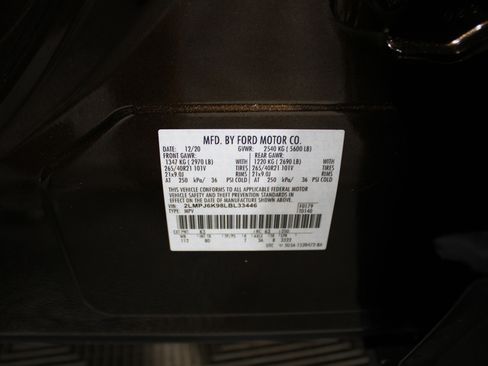 MFD. BY FORD MOTOR CO.
DATE: 12/20 GVWR: 2540 KG ( 5600 LB)
FRONT GAWR: REAR GAWR:
1347 KG ( 2970 LB) 1220 KG ( 2690 LB)
265/40R21 101V WITH TIRES 265/40R21 101V WITH TIRES
21x9.0J RIMS 21x9.0J RIMS
AT 250 kPa/ 36 PSI COLD AT 250 kPa/ 36 PSI COLD
THIS VEHICLE CONFORMS TO ALL APPLICABLE FEDERAL MOTOR
VEHICLE SAFETY AND THEFT PREVENTION STANDARDS IN
EFFECT ON THE DATE OF MANUFACTURE SHOWN ABOVE.
VIN: 2LMPJ6K98LBL33446
TYPE: MPV
EXT PNT: